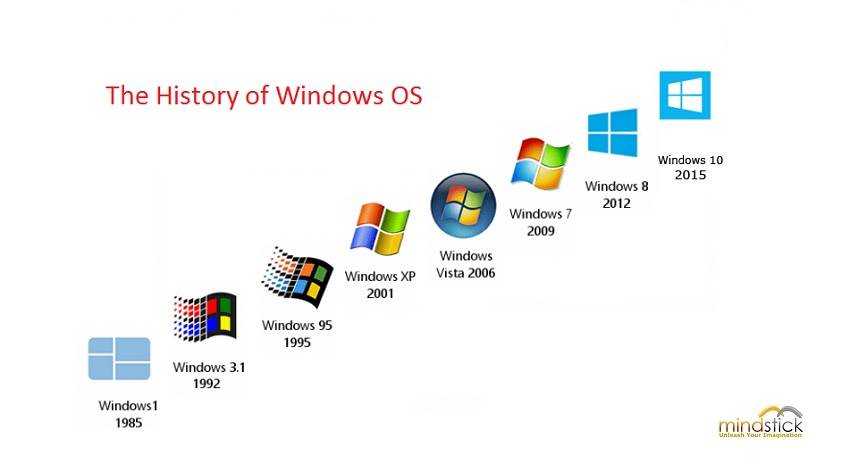 The History of Windows OS
Windows1
1985
Windows 3.1
1992
Windows 95
1995
Windows XP
2001
Windows
Vista 2006
Windows 7
2009
Windows 8
2012
Windows 10
2015
mindstick
Unleash Your Imagination